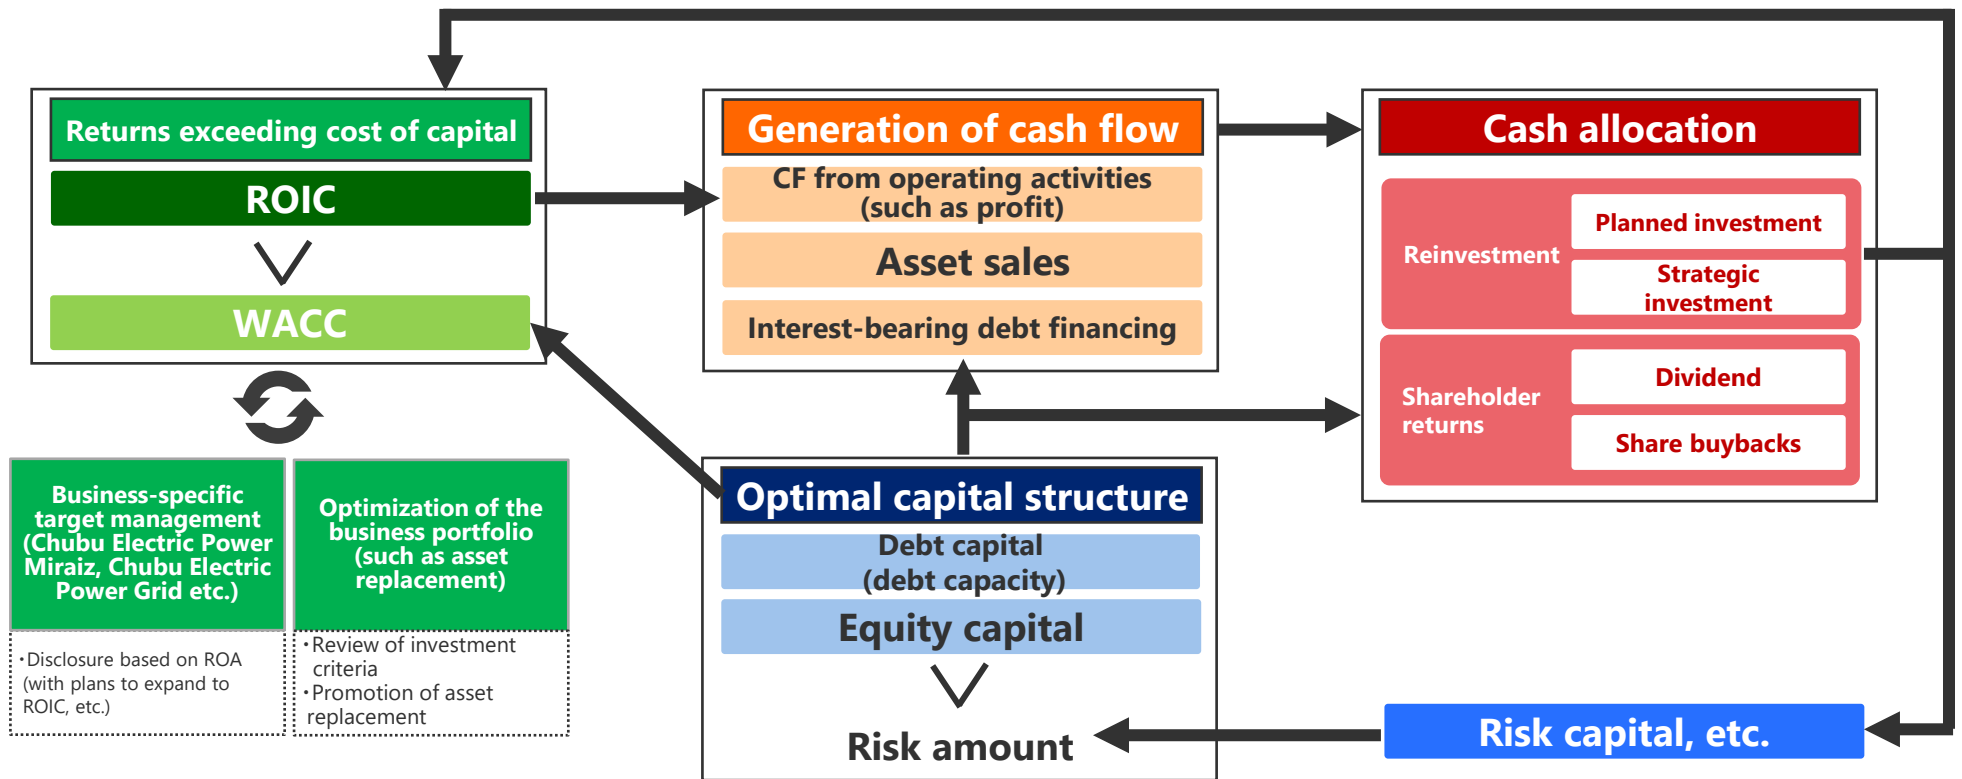 Returns exceeding cost of capital
ROIC
WACC
Business-specific
target management
(Chubu Electric Power
Miraiz, Chubu Electric
Power Grid etc.)
・Disclosure based on ROA
(with plans to expand to
ROIC, etc.)
Optimization of the
business portfolio
(such as asset
replacement)
・Review of investment
criteria
・Promotion of asset
replacement
Generation of cash flow
CF from operating activities
(such as profit)
Asset sales
Interest-bearing debt financing
Optimal capital structure
Debt capital
(debt capacity)
Equity capital
Risk amount
Cash allocation
Reinvestment
Planned investment
Strategic
investment
Shareholder
returns
Dividend
Share buybacks
Risk capital, etc.